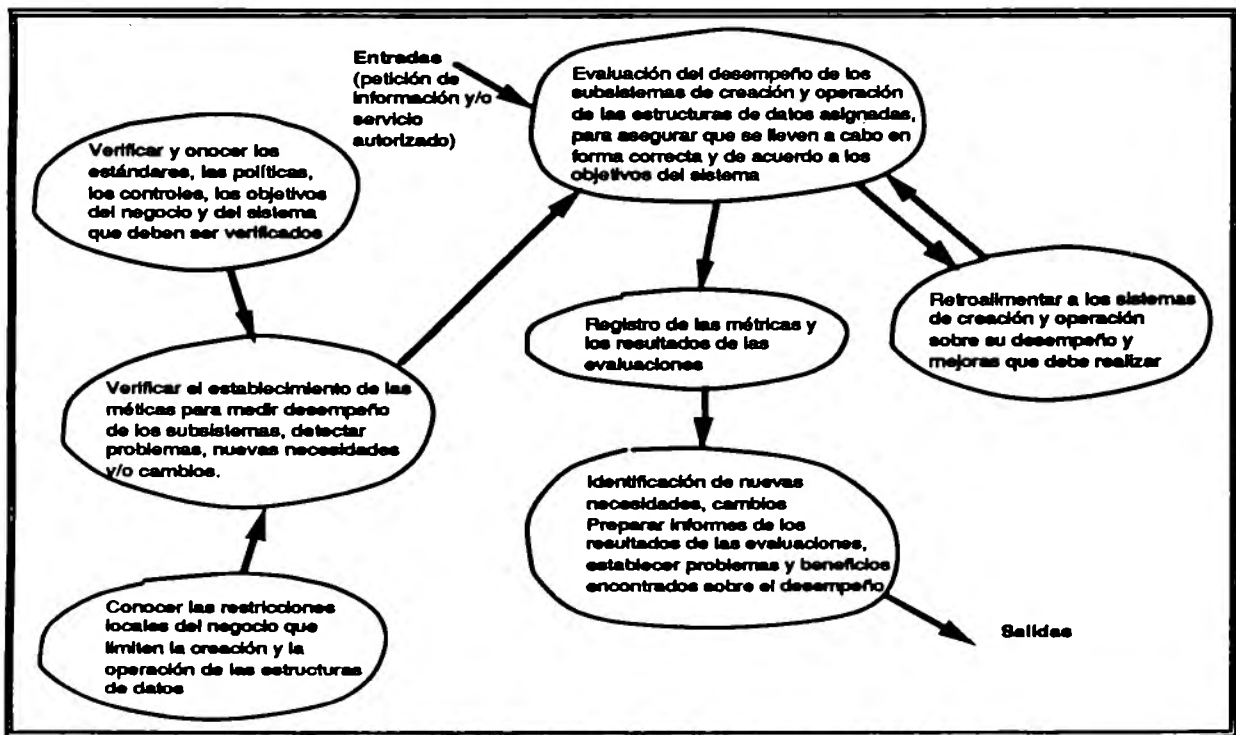 Entradas
(petición de
información y/o
servicio
autorizado)
Evaluación del desempeño de los
subsistemas de creación y operación
de las estructuras de datos asignadas,
para asegurar que se lleven a cabo en
forma correcta y de acuerdo a los
objetivos del sistema
Verificar y onocer los
estándares, las políticas,
los controles, los objetivos
del negocio y del sistema
que deben ser verificados
Retroalimentar a los sistemas
de creación y operación
sobre su desempeño y
mejoras que debe realizar
Registro de las métricas y
los resultados de las
evaluaciones
Verificar el establecimiento de las
méticas para medir desempeño
de los subsistemas, detectar
problemas, nuevas necesidades
y/o cambios.
Identificación de nuevas
necesidades, cambios
Preparar informes de los
resultados de las evaluaciones,
establecer problemas y beneficios
encontrados sobre el desempeño
Conocer las restricciones
locales del negocio que
limiten la creación y la
operación de las estructuras
de datos
Salidas